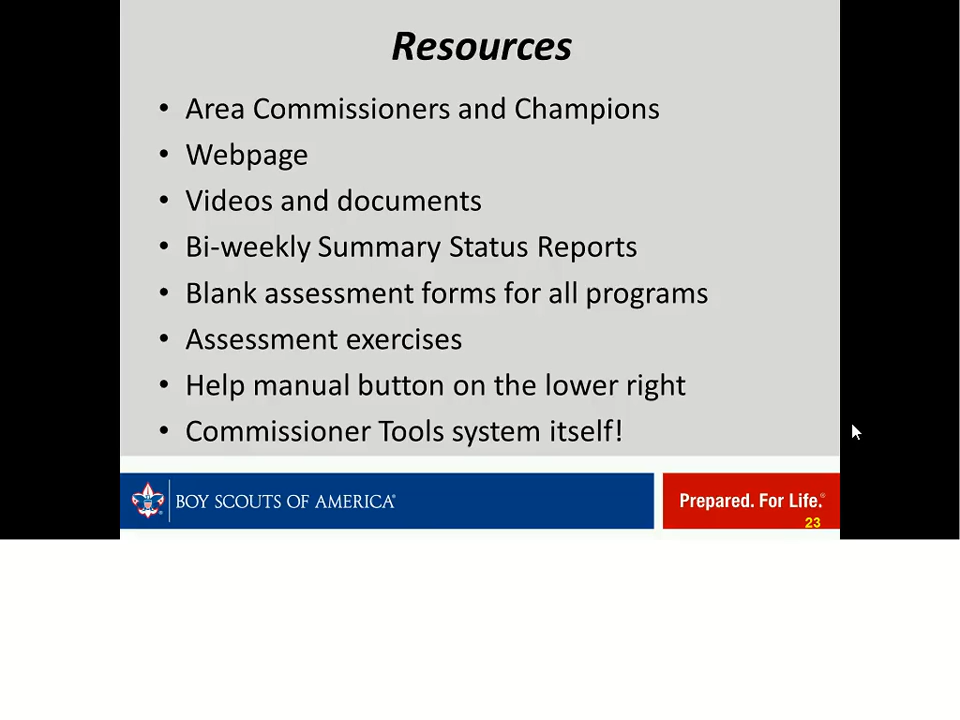 Resources
• Area Commissioners and Champions
• Webpage
• Videos and documents
• Bi-weekly Summary Status Reports
• Blank assessment forms for all programs
• Assessment exercises
• Help manual button on the lower right
• Commissioner Tools system itself!
BOY SCOUTS OF AMERICA®
Prepared. For Life.®
23